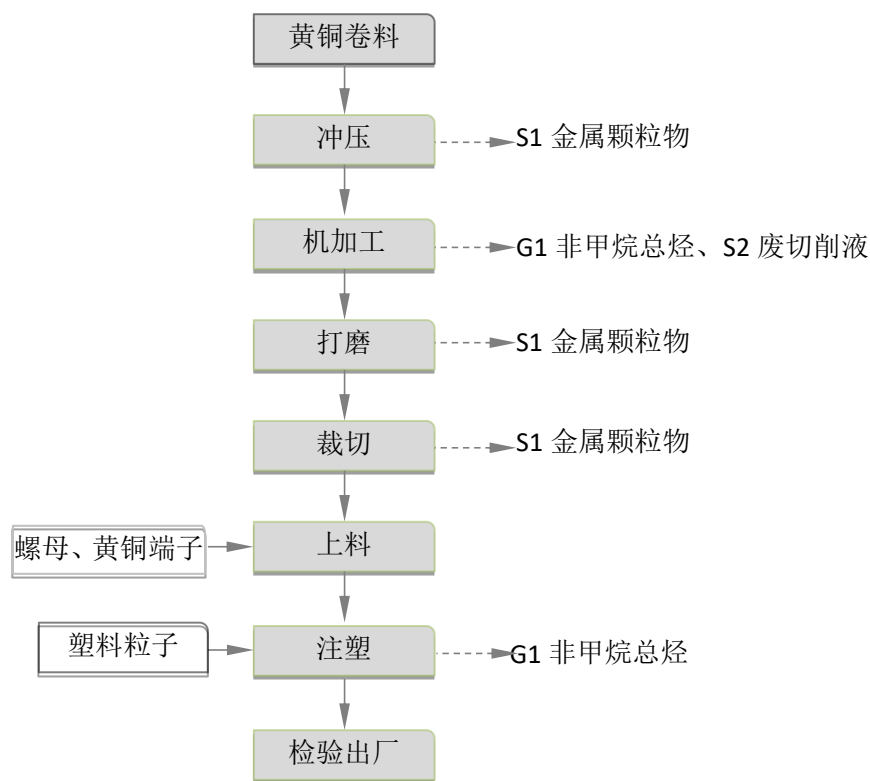 黄铜卷料
冲压
S1 金属颗粒物
机加工
G1 非甲烷总烃、S2 废切削液
打磨
S1 金属颗粒物
裁切
S1 金属颗粒物
螺母、黄铜端子
上料
塑料粒子
注塑
G1 非甲烷总烃
检验出厂